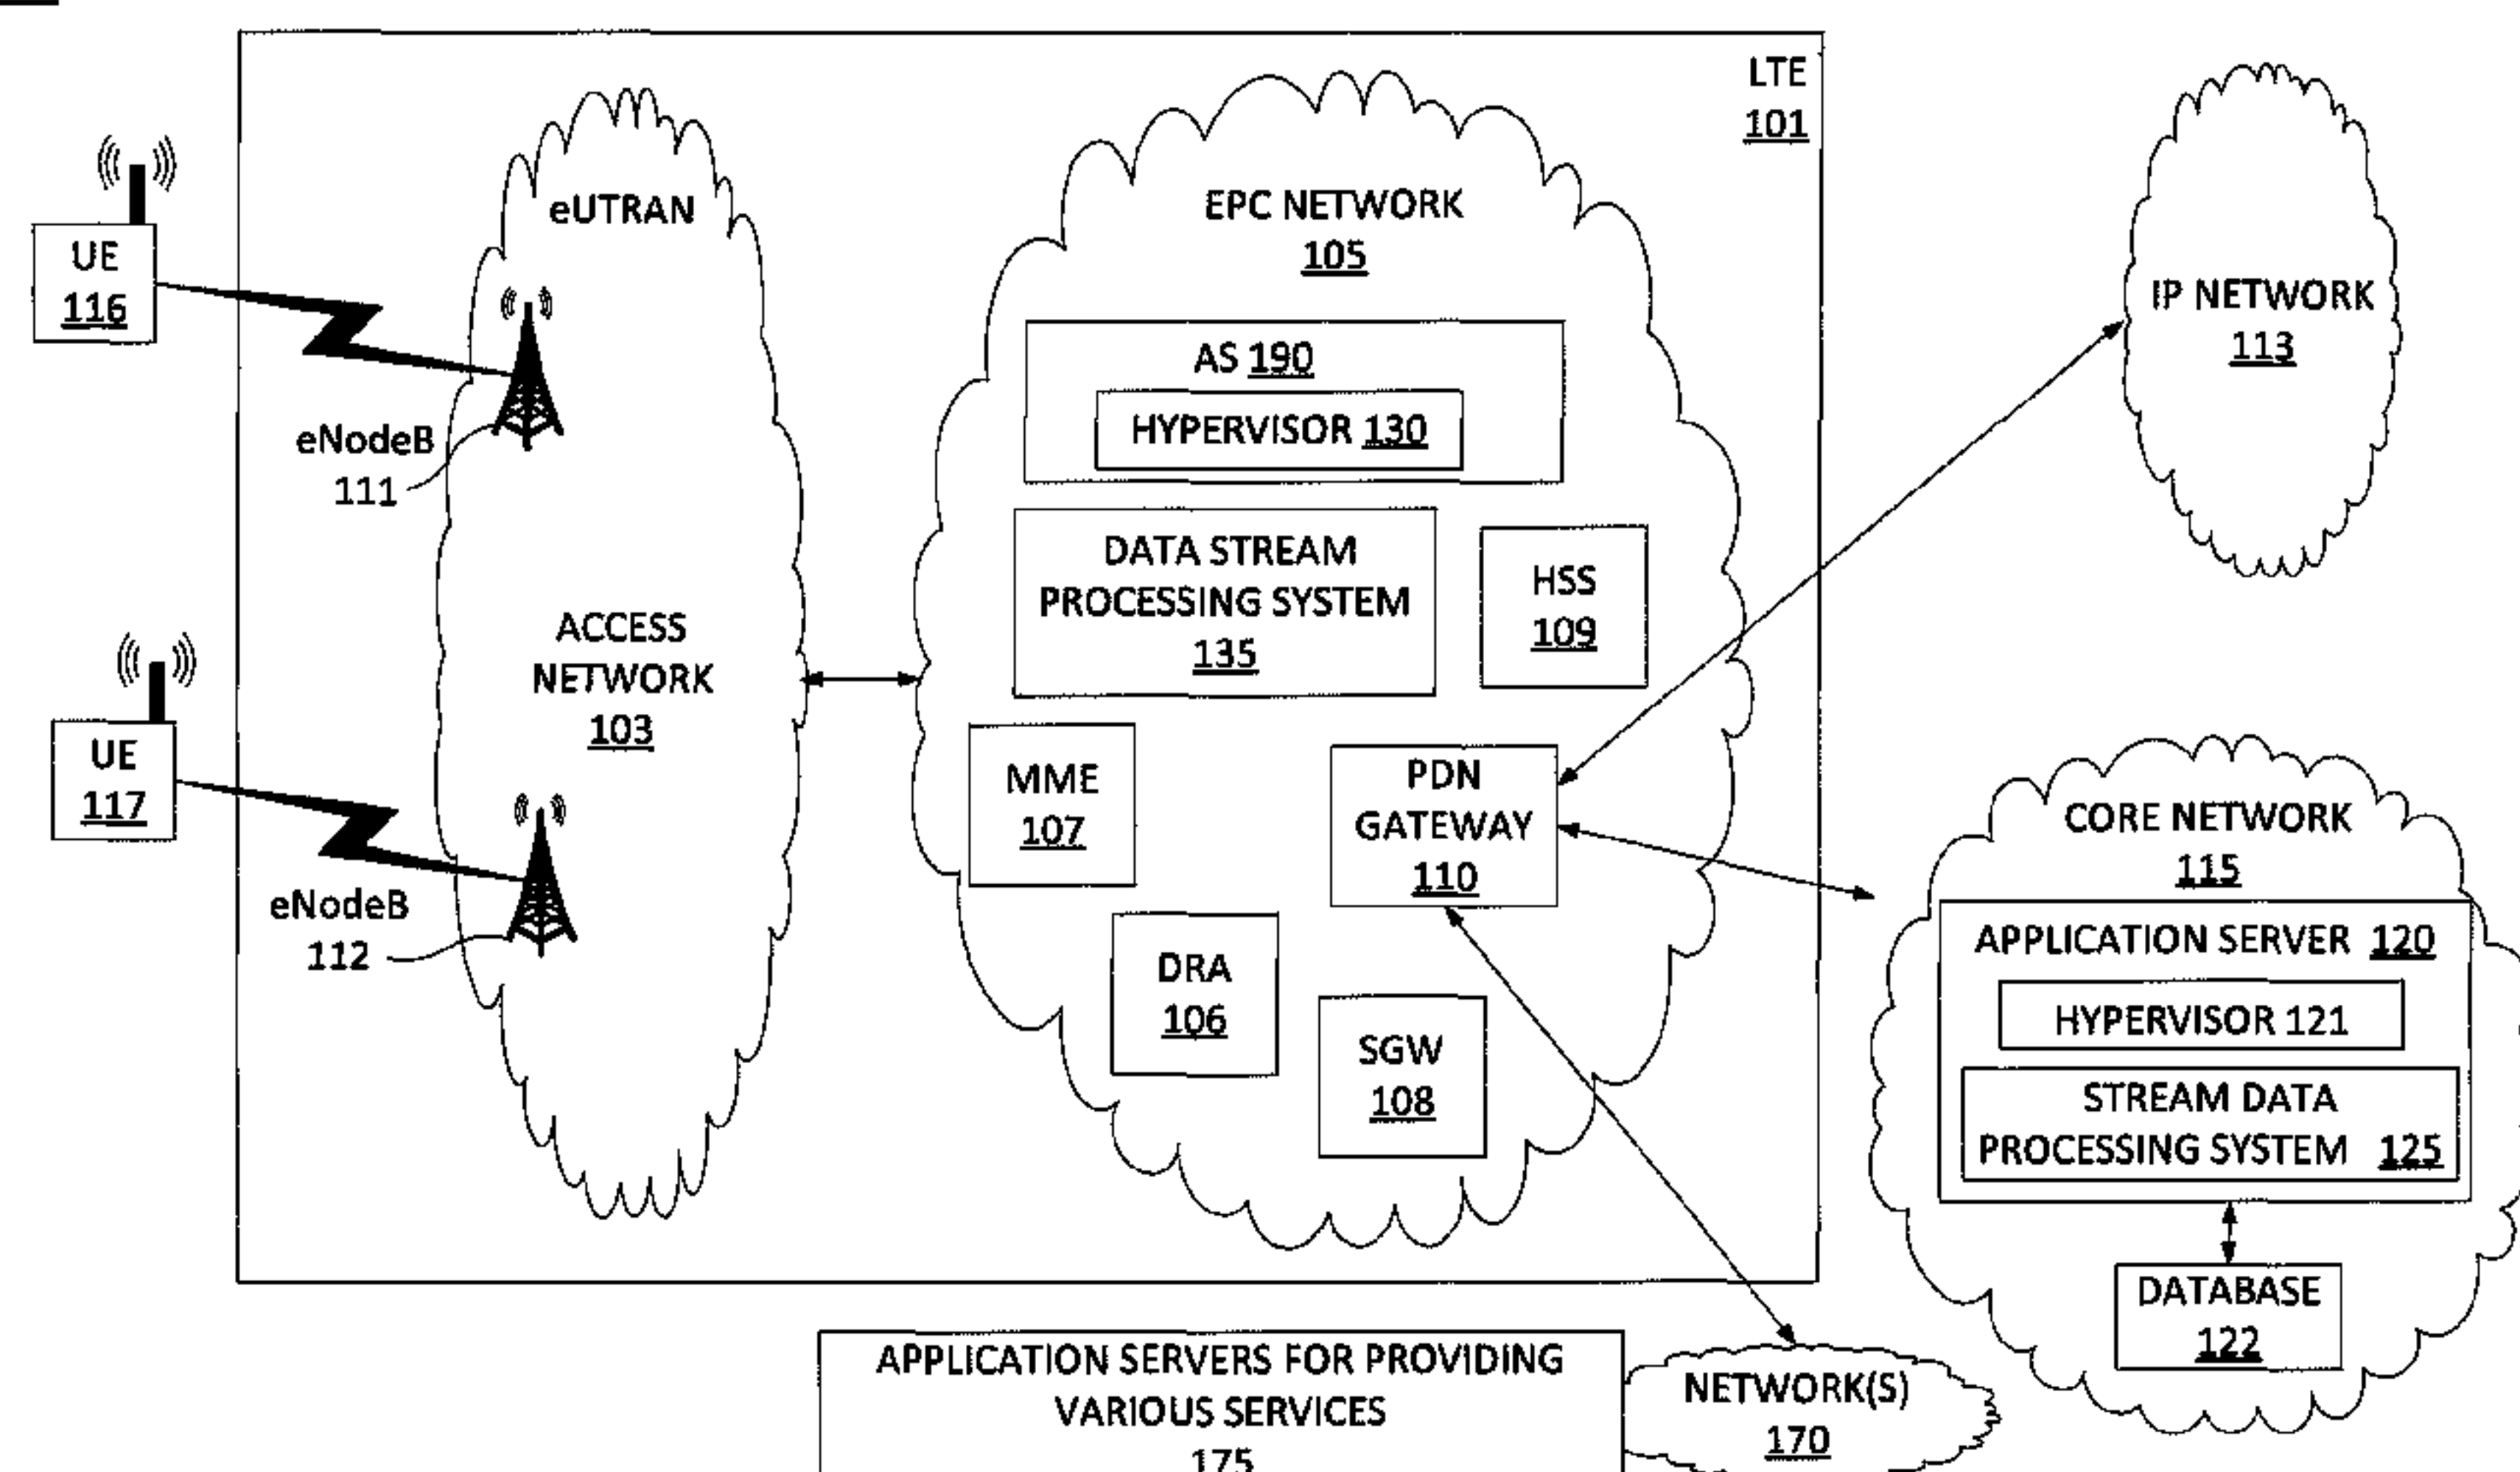 LTE
101
UE
116
UE
117
eUTRAN
eNodeB
111
ACCESS
NETWORK
103
eNodeB
112
EPC NETWORK
105
AS 190
HYPERVISOR 130
DATA STREAM
PROCESSING SYSTEM
135
HSS
109
MME
107
PDN
GATEWAY
110
DRA
106
SGW
108
IP NETWORK
113
CORE NETWORK
115
APPLICATION SERVER 120
HYPERVISOR 121
STREAM DATA
PROCESSING SYSTEM 125
DATABASE
122
APPLICATION SERVERS FOR PROVIDING
VARIOUS SERVICES
175
NETWORK(S)
170